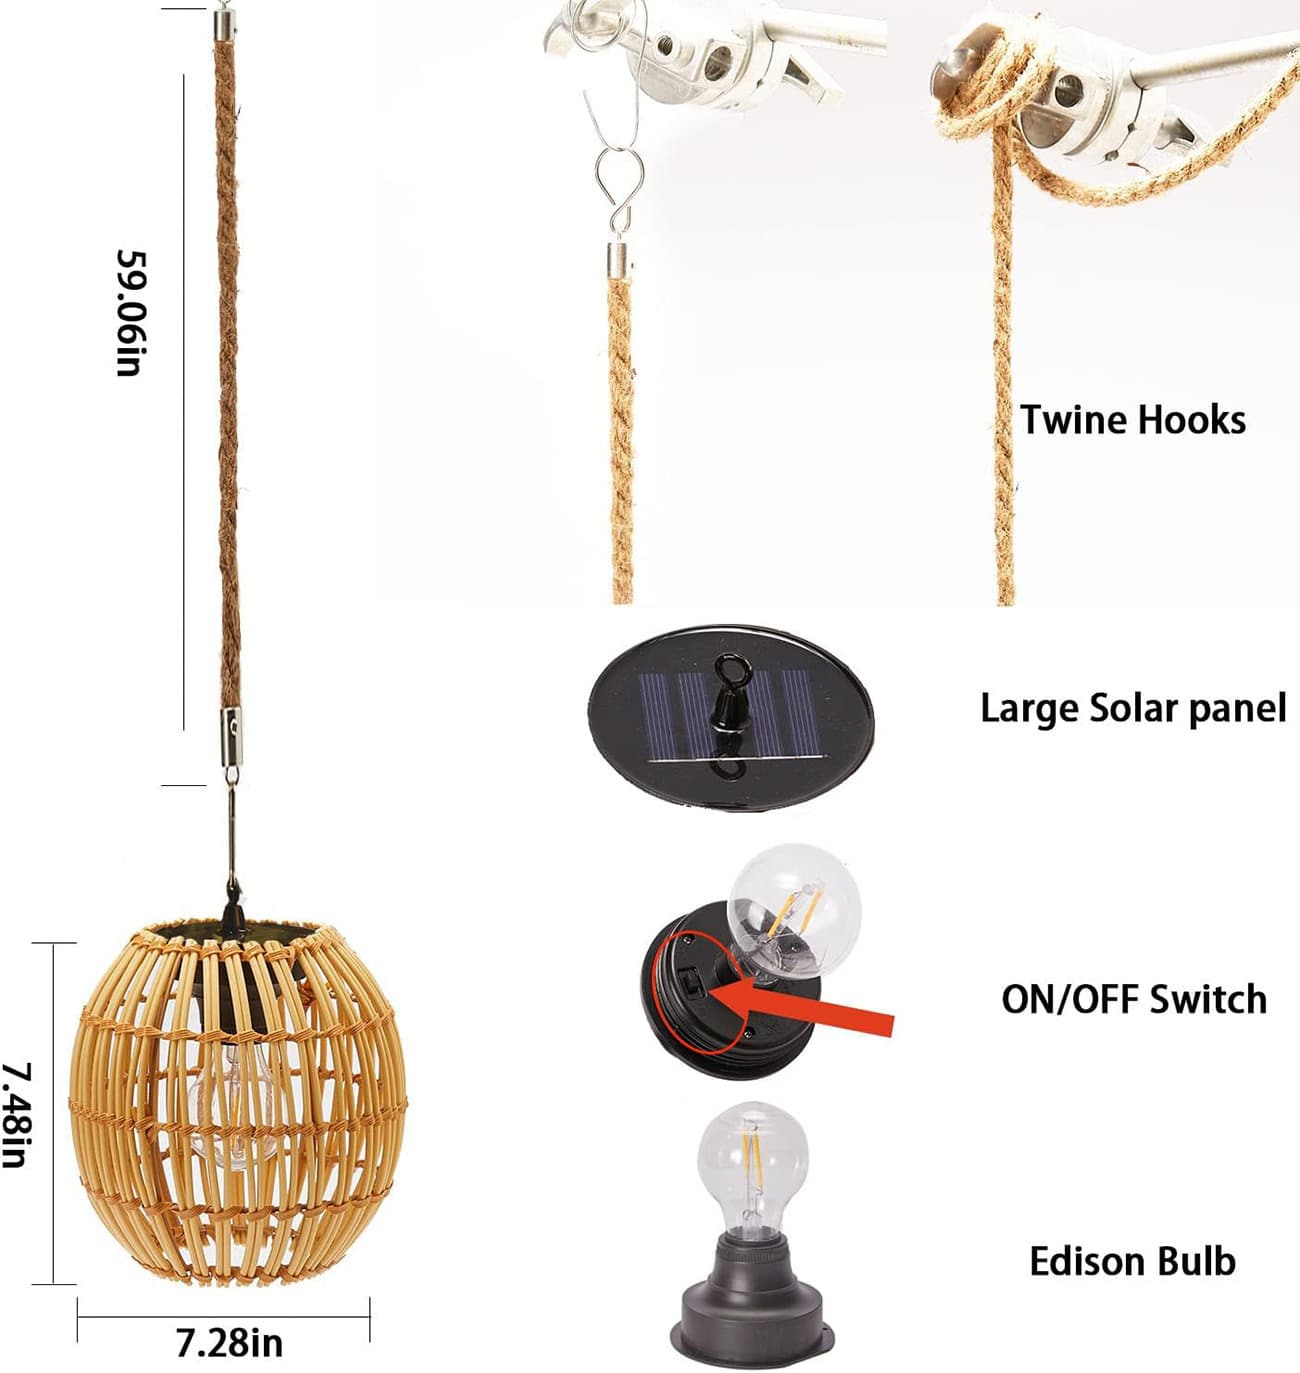 59.06in
Twine Hooks
Large Solar panel
ON/OFF Switch
7.48in
Edison Bulb
7.28in